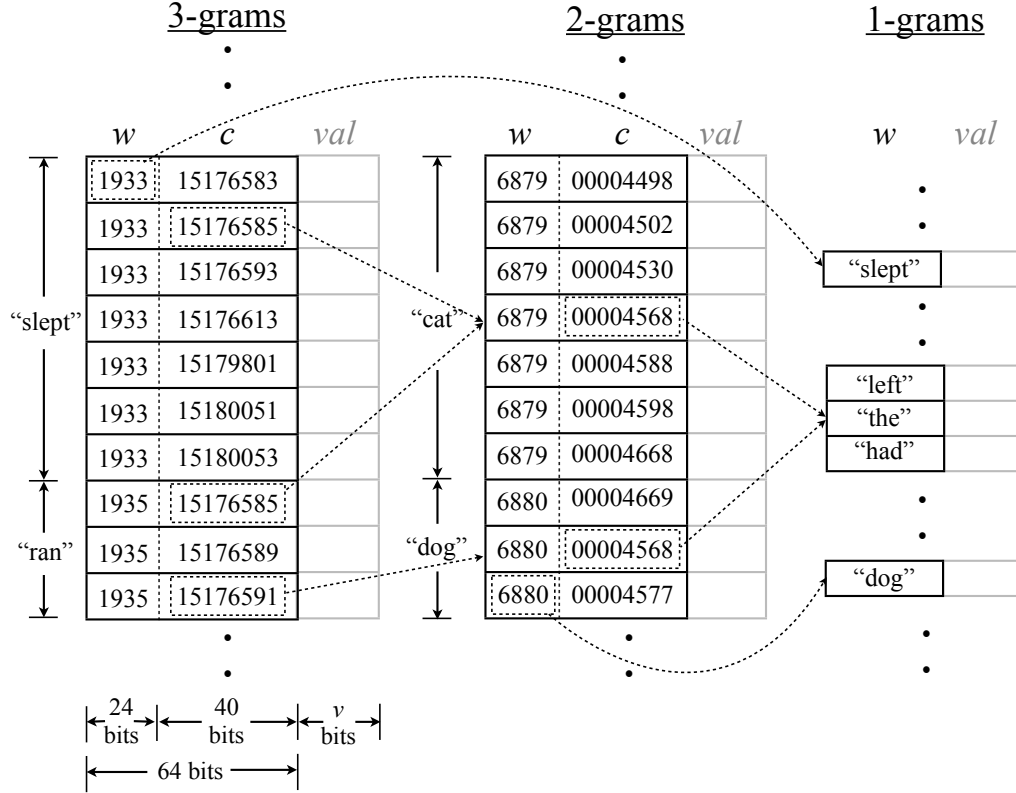 3-grams 2-grams 1-grams
w c val w c val w val
1933 15176583 6879 00004498
1933 15176585 6879 00004502
1933 15176593 6879 00004530 “slept”
“slept” 1933 15176613 “cat” 6879 00004568
1933 15179801 6879 00004588 “left”
1933 15180051 6879 00004598 “the”
1933 15180053 6879 00004668 “had”
1935 15176585 6880 00004669
“ran” 1935 15176589 “dog” 6880 00004568
1935 15176591 6880 00004577 “dog”
24 bits 40 bits v bits
64 bits